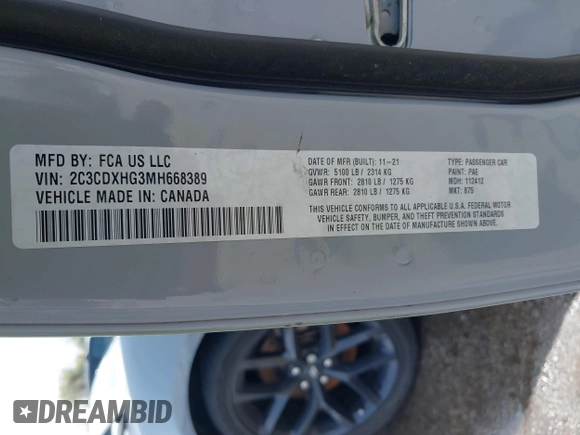 MFD BY: FCA US LLC
VIN: 2C3CDXHG3MH668389
VEHICLE MADE IN: CANADA
DATE OF MFR (BUILT): 11-21
GVWR: 5100 LB / 2314 KG
GAWR FRONT: 2810 LB / 1275 KG
GAWR REAR: 2810 LB / 1275 KG
TYPE: PASSENGER CAR
PAINT: PAE
MDH: 112412
MKT: 875
THIS VEHICLE CONFORMS TO ALL APPLICABLE U.S.A. FEDERAL MOTOR
VEHICLE SAFETY, BUMPER, AND THEFT PREVENTION STANDARDS
IN EFFECT ON THE DATE OF MANUFACTURE SHOWN ABOVE.
DREAMBID